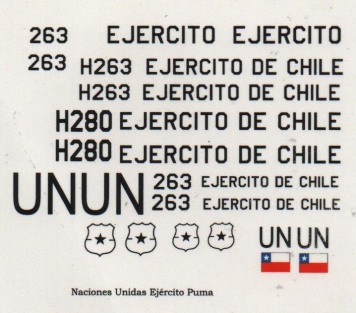 263 EJERCITO EJERCITO
263 H263 EJERCITO DE CHILE
H263 EJERCITO DE CHILE
H280 EJERCITO DE CHILE
H280 EJERCITO DE CHILE
UNUN 263 EJERCITO DE CHILE
263 EJERCITO DE CHILE
UN UN
Naciones Unidas Ejército Puma